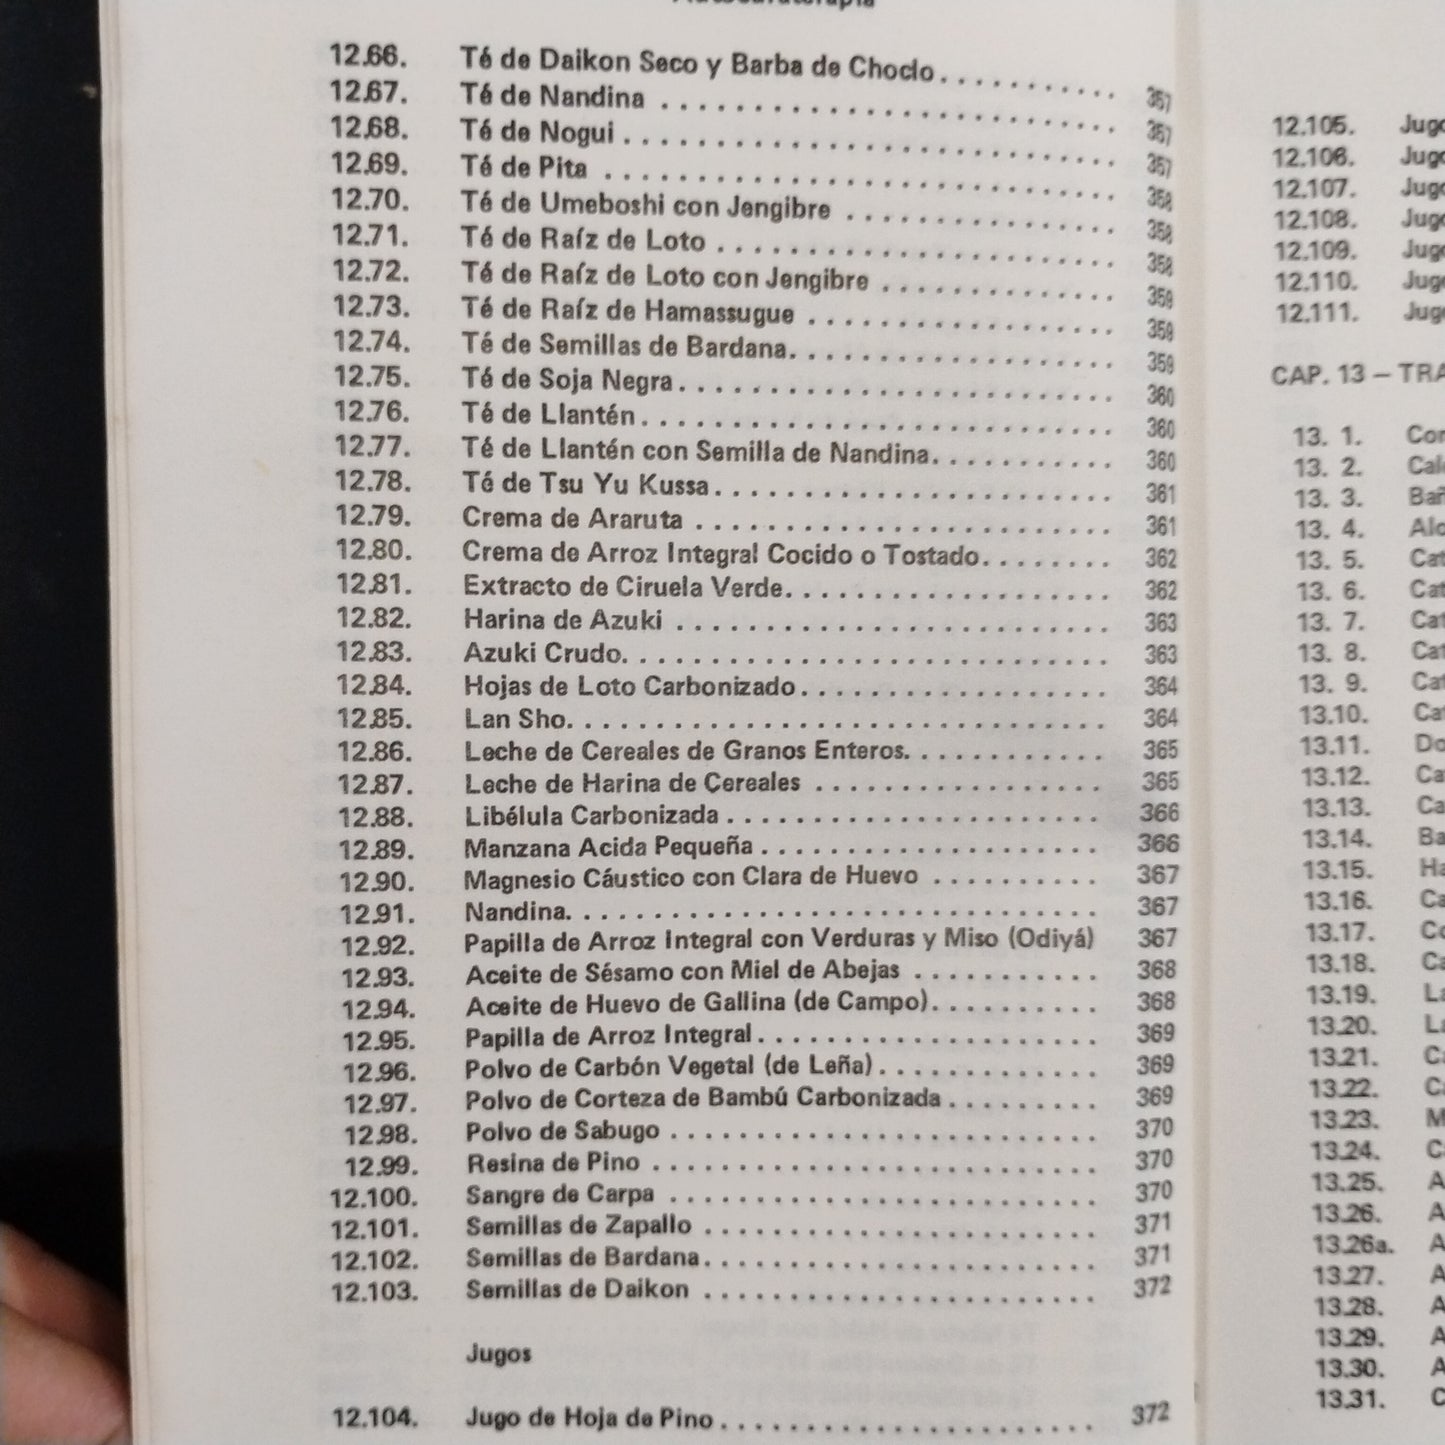 12.66. Té de Daikon Seco y Barba de Choclo. . . . . . . . . . . 357
12.67. Té de Nandina . . . . . . . . . . . . . . . . . . . . . . . . . 357
12.68. Té de Nogui . . . . . . . . . . . . . . . . . . . . . . . . . . . 357
12.69. Té de Pita . . . . . . . . . . . . . . . . . . . . . . . . . . . . 358
12.70. Té de Umeboshi con Jengibre . . . . . . . . . . . . . . . 358
12.71. Té de Raíz de Loto . . . . . . . . . . . . . . . . . . . . . . 358
12.72. Té de Raíz de Loto con Jengibre . . . . . . . . . . . . . 359
12.73. Té de Raíz de Hamassugue . . . . . . . . . . . . . . . . . 359
12.74. Té de Semillas de Bardana. . . . . . . . . . . . . . . . . . 359
12.75. Té de Soja Negra. . . . . . . . . . . . . . . . . . . . . . . . 360
12.76. Té de Llantén. . . . . . . . . . . . . . . . . . . . . . . . . . 360
12.77. Té de Llantén con Semilla de Nandina. . . . . . . . . . . 360
12.78. Té de Tsu Yu Kussa. . . . . . . . . . . . . . . . . . . . . . 361
12.79. Crema de Araruta . . . . . . . . . . . . . . . . . . . . . . . 361
12.80. Crema de Arroz Integral Cocido o Tostado. . . . . . . . 362
12.81. Extracto de Ciruela Verde. . . . . . . . . . . . . . . . . . . 362
12.82. Harina de Azuki . . . . . . . . . . . . . . . . . . . . . . . . 363
12.83. Azuki Crudo. . . . . . . . . . . . . . . . . . . . . . . . . . . 363
12.84. Hojas de Loto Carbonizado. . . . . . . . . . . . . . . . . . 364
12.85. Lan Sho. . . . . . . . . . . . . . . . . . . . . . . . . . . . . . 364
12.86. Leche de Cereales de Granos Enteros. . . . . . . . . . . 365
12.87. Leche de Harina de Cereales . . . . . . . . . . . . . . . . 365
12.88. Libélula Carbonizada . . . . . . . . . . . . . . . . . . . . . 366
12.89. Manzana Acida Pequeña . . . . . . . . . . . . . . . . . . . 366
12.90. Magnesio Cáustico con Clara de Huevo . . . . . . . . . . 367
12.91. Nandina. . . . . . . . . . . . . . . . . . . . . . . . . . . . . . 367
12.92. Papilla de Arroz Integral con Verduras y Miso (Odiyá) 367
12.93. Aceite de Sésamo con Miel de Abejas . . . . . . . . . . . 368
12.94. Aceite de Huevo de Gallina (de Campo). . . . . . . . . . 368
12.95. Papilla de Arroz Integral . . . . . . . . . . . . . . . . . . . 369
12.96. Polvo de Carbón Vegetal (de Leña) . . . . . . . . . . . . 369
12.97. Polvo de Corteza de Bambú Carbonizada . . . . . . . . . 369
12.98. Polvo de Sabugo . . . . . . . . . . . . . . . . . . . . . . . . 370
12.99. Resina de Pino . . . . . . . . . . . . . . . . . . . . . . . . . 370
12.100. Sangre de Carpa . . . . . . . . . . . . . . . . . . . . . . . 370
12.101. Semillas de Zapallo . . . . . . . . . . . . . . . . . . . . . 371
12.102. Semillas de Bardana. . . . . . . . . . . . . . . . . . . . . 371
12.103. Semillas de Daikon . . . . . . . . . . . . . . . . . . . . . 372
Jugos
12.104. Jugo de Hoja de Pino . . . . . . . . . . . . . . . . . . . . 372
12.105.
12.106.
12.107.
12.108.
12.109.
12.110.
12.111.
CAP. 13 –
13. 1.
13. 2.
13. 3.
13. 4.
13. 5.
13. 6.
13. 7.
13. 8.
13. 9.
13.10.
13.11.
13.12.
13.13.
13.14.
13.15.
13.16.
13.17.
13.18.
13.19.
13.20.
13.21.
13.22.
13.23.
13.24.
13.25.
13.26.
13.26a.
13.27.
13.28.
13.29.
13.30.
13.31.